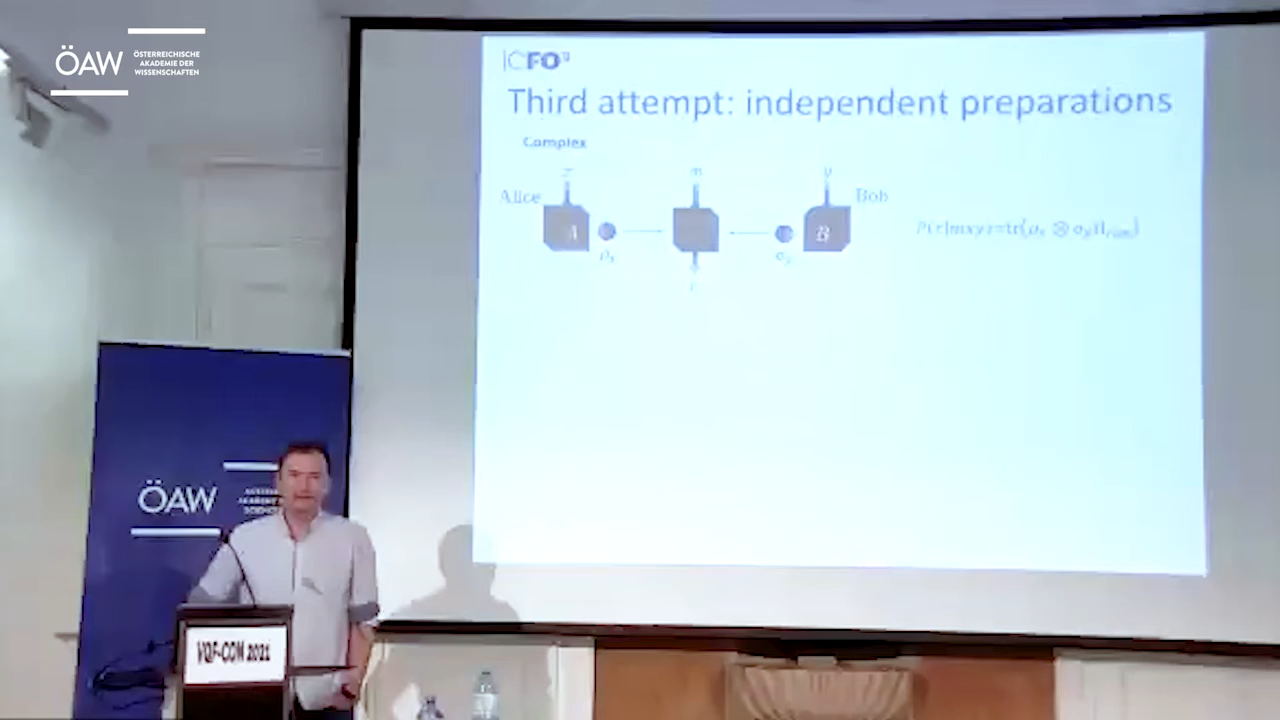 ÖAW
ÖSTERREICHISCHE
AKADEMIE DER
WISSENSCHAFTEN
ICFO
Third attempt: independent preparations
Complex
Alice
Bob
A
B
ÖAW
VQF-CON 2021